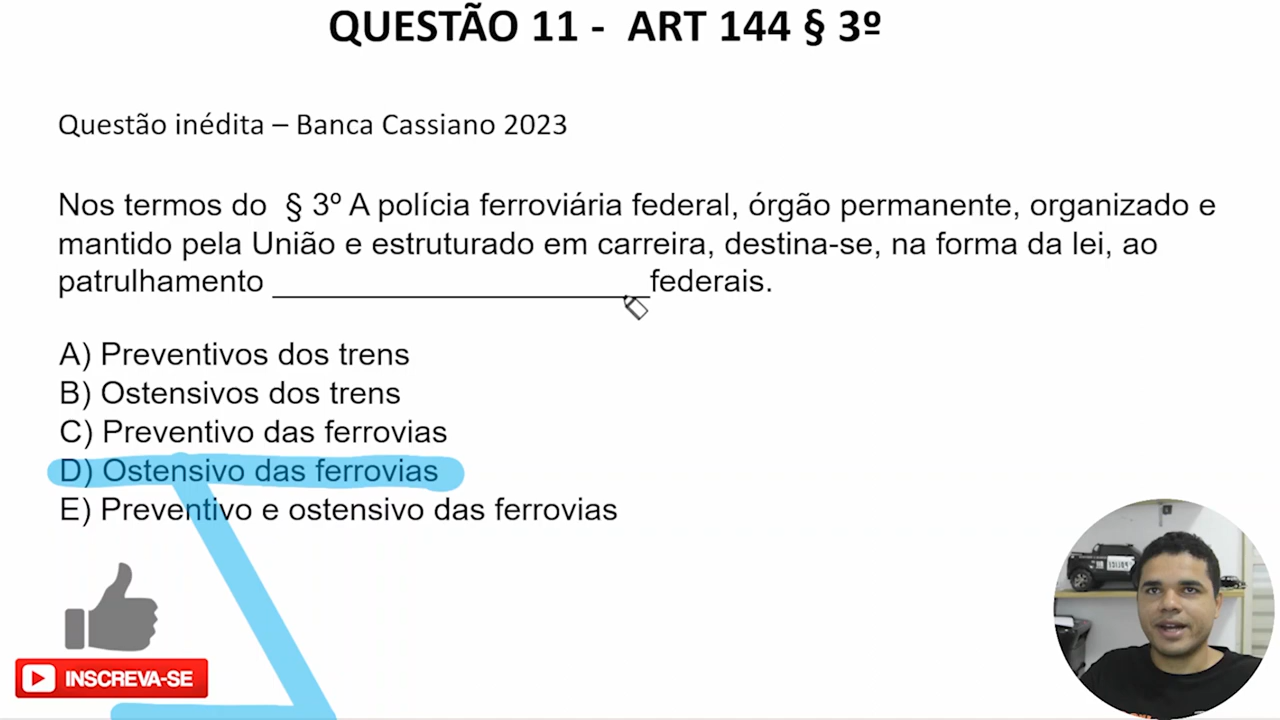 QUESTÃO 11 - ART 144 § 3º
Questão inédita – Banca Cassiano 2023
Nos termos do § 3º A polícia ferroviária federal, órgão permanente, organizado e
mantido pela União e estruturado em carreira, destina-se, na forma da lei, ao
patrulhamento ______________________federais.
A) Preventivos dos trens
B) Ostensivos dos trens
C) Preventivo das ferrovias
D) Ostensivo das ferrovias
E) Preventivo e ostensivo das ferrovias
INSCREVA-SE